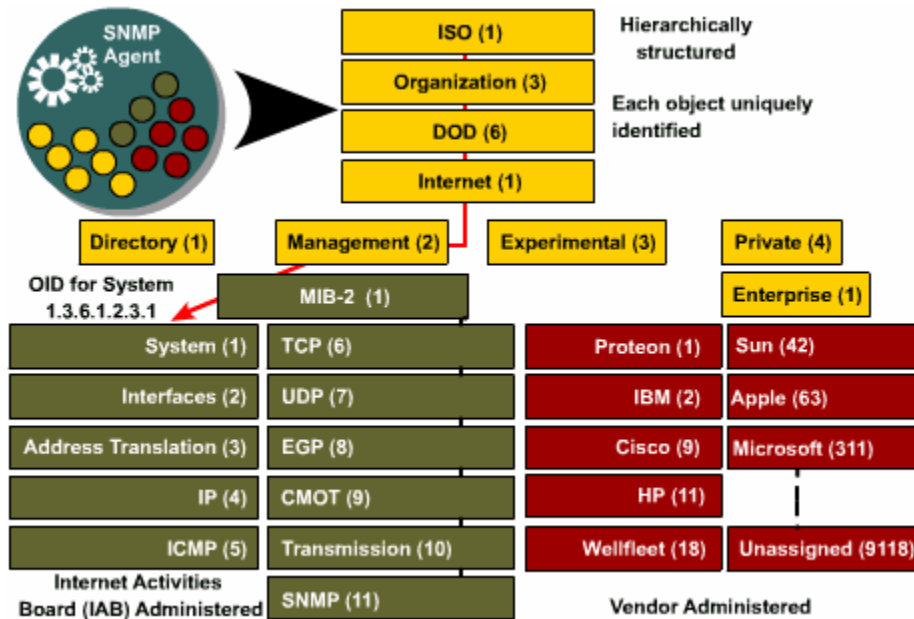 SNMP
Agent
ISO (1)
Organization (3)
DOD (6)
Internet (1)
Hierarchically
structured
Each object uniquely
identified
Directory (1)
Management (2)
Experimental (3)
Private (4)
OID for System
1.3.6.1.2.3.1
MIB-2 (1)
Enterprise (1)
System (1)
TCP (6)
Proteon (1)
Sun (42)
Interfaces (2)
UDP (7)
IBM (2)
Apple (63)
Address Translation (3)
EGP (8)
Cisco (9)
Microsoft (311)
IP (4)
CMOT (9)
HP (11)
ICMP (5)
Transmission (10)
Wellfleet (18)
Unassigned (9118)
Internet Activities
Board (IAB) Administered
SNMP (11)
Vendor Administered